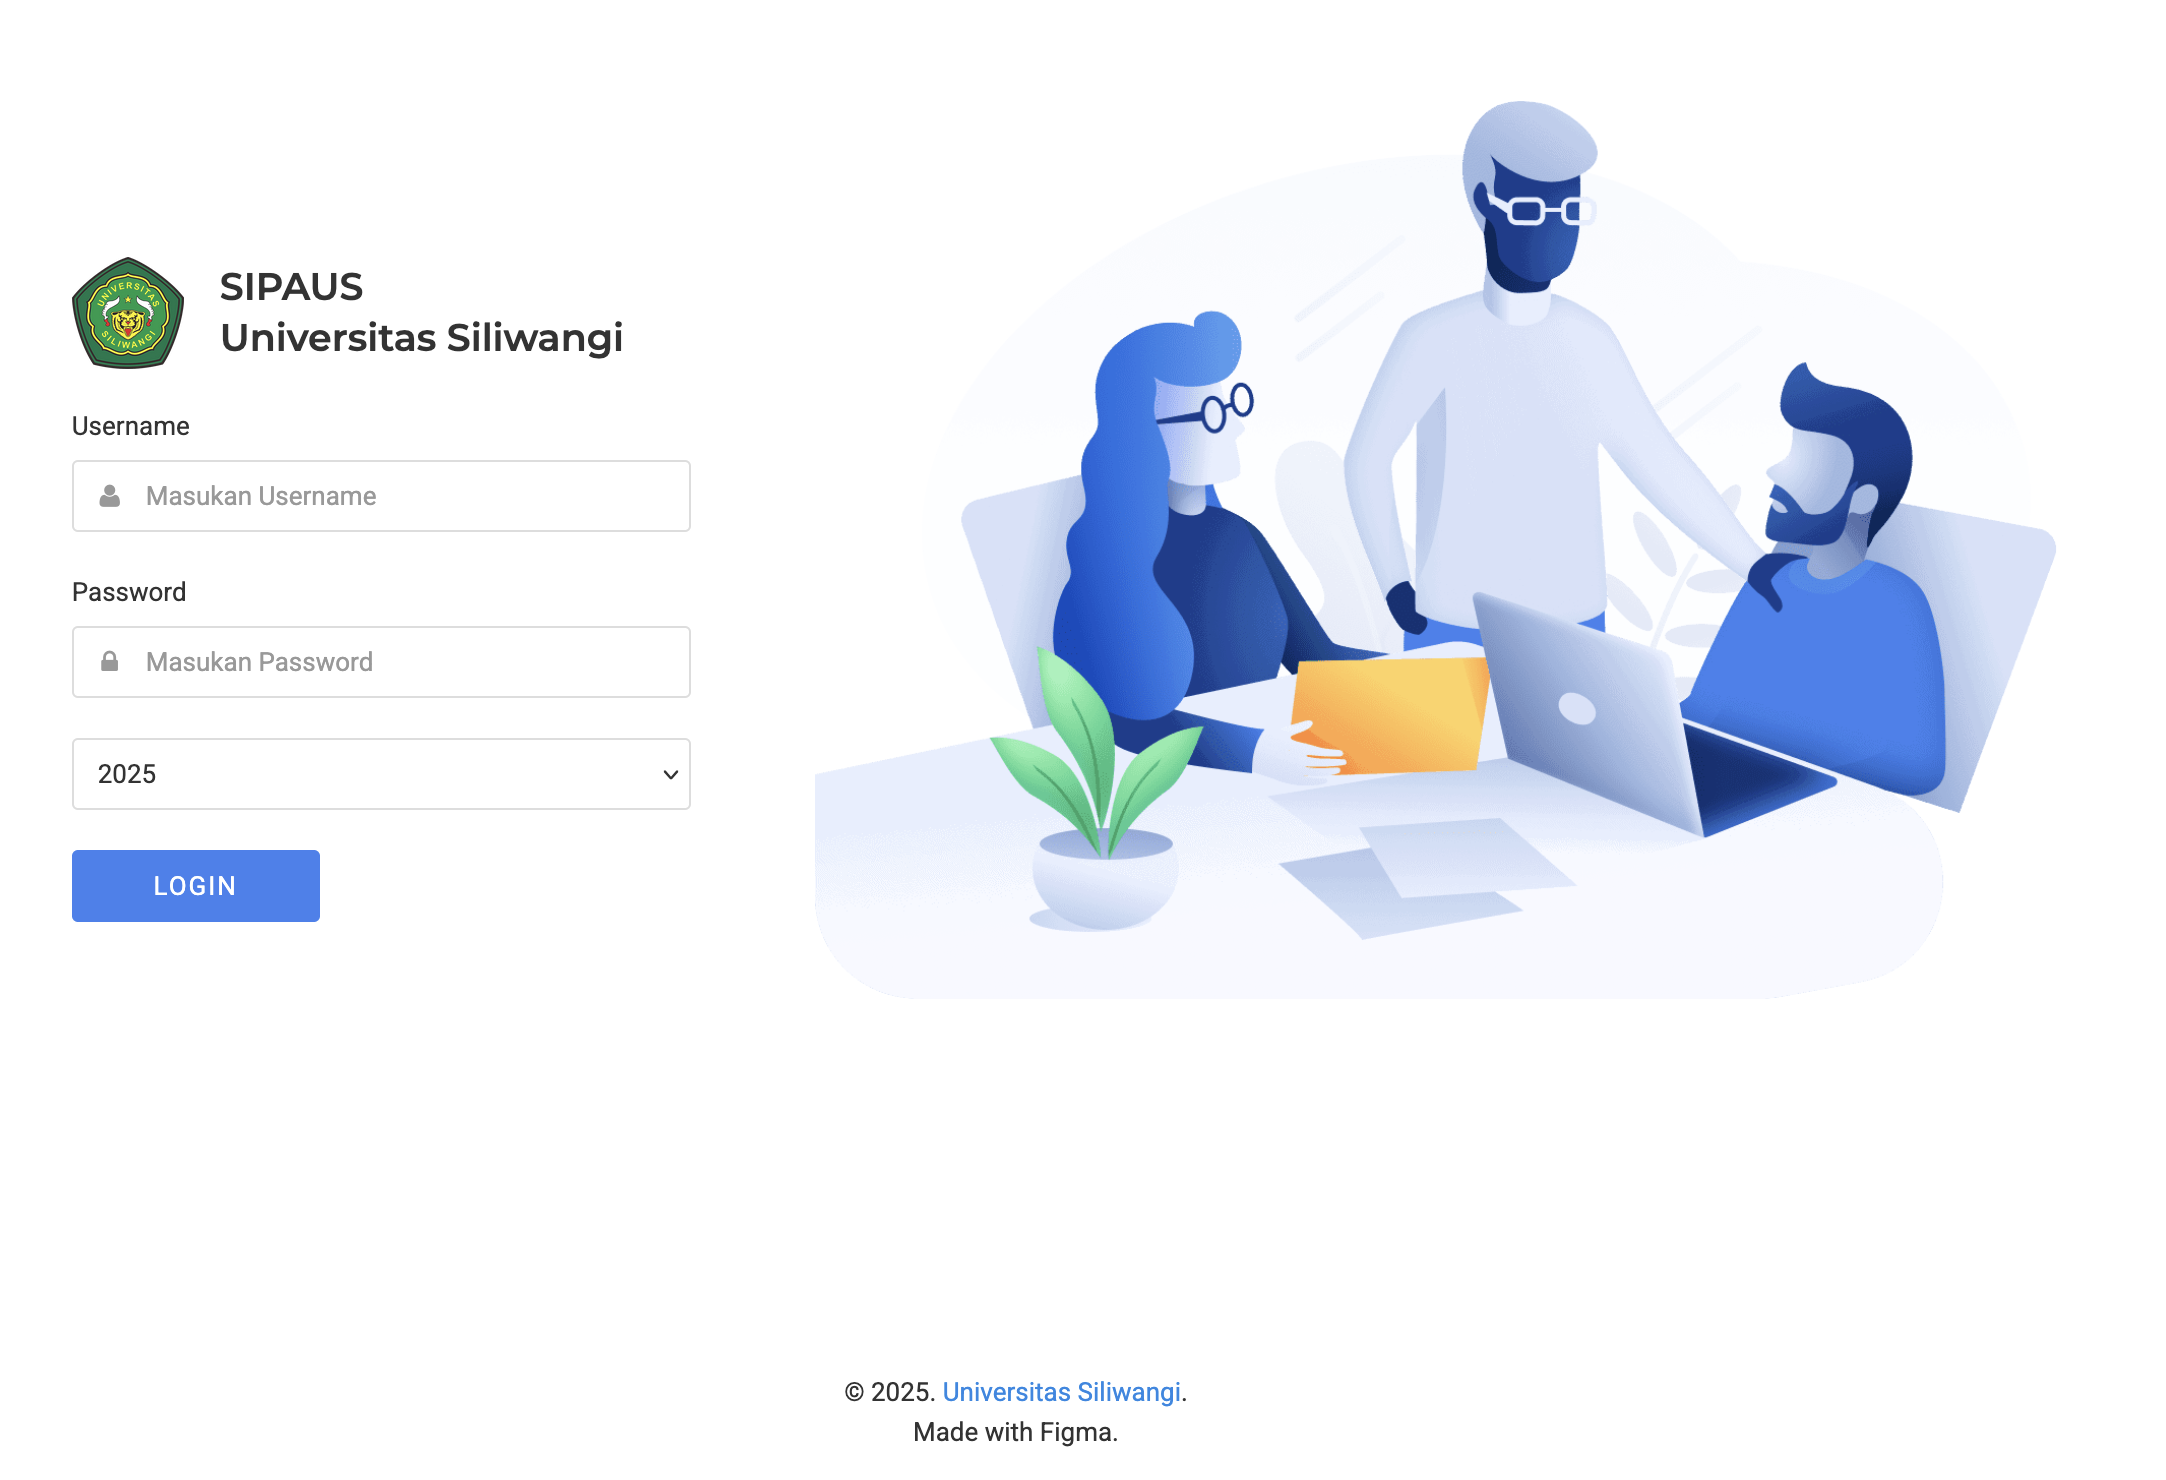 UNIVERSITAS
SILIWANGI
SIPAUS
Universitas Siliwangi
Username
Masukan Username
Password
Masukan Password
2025
LOGIN
© 2025. Universitas Siliwangi.
Made with Figma.